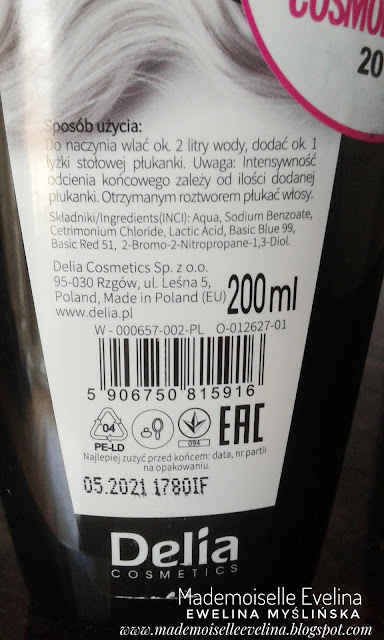 COSMO
20
Sposób użycia:
Do naczynia wlać ok. 2 litry wody, dodać ok. 1
łyżki stołowej płukanki. Uwaga: Intensywność
odcienia końcowego zależy od ilości dodanej
płukanki. Otrzymanym roztworem płukać włosy.
Składniki/Ingredients(INCI): Aqua, Sodium Benzoate,
Cetrimonium Chloride, Lactic Acid, Basic Blue 99,
Basic Red 51, 2-Bromo-2-Nitropropane-1,3-Diol.
Delia Cosmetics Sp. z o.o.
95-030 Rzgów, ul. Leśna 5,
Poland, Made in Poland (EU)
www.delia.pl
200ml
W - 000657-002-PL O-012627-01
5 906750 815916
04
PE-LD
094
EAC
Najlepiej zużyć przed końcem: data, nr partii
na opakowaniu.
05.2021 17801F
Delia
COSMETICS
Mademoiselle Evelina
EWELINA MYŚLIŃSKA
www.mademoiselleevelina.blogspot.com